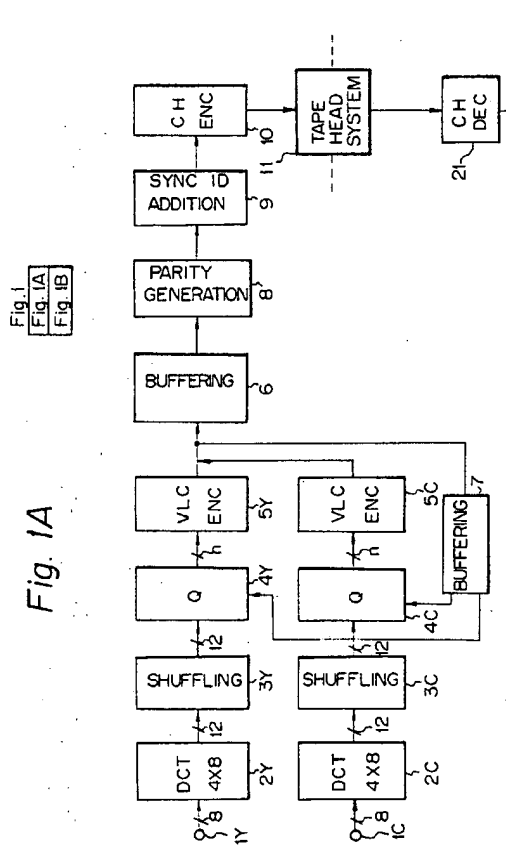 Fig. 1
Fig. 1A
Fig. 1B
Fig. 1A
1Y
8
DCT
4X8
2Y
12
SHUFFLING
3Y
12
Q
4Y
n
VLC
ENC
5Y
BUFFERING
6
PARITY
GENERATION
8
SYNC ID
ADDITION
9
CH
ENC
10
11
TAPE
HEAD
SYSTEM
21
CH
DEC
1C
8
DCT
4X8
2C
12
SHUFFLING
3C
12
Q
4C
n
VLC
ENC
5C
BUFFERING
7